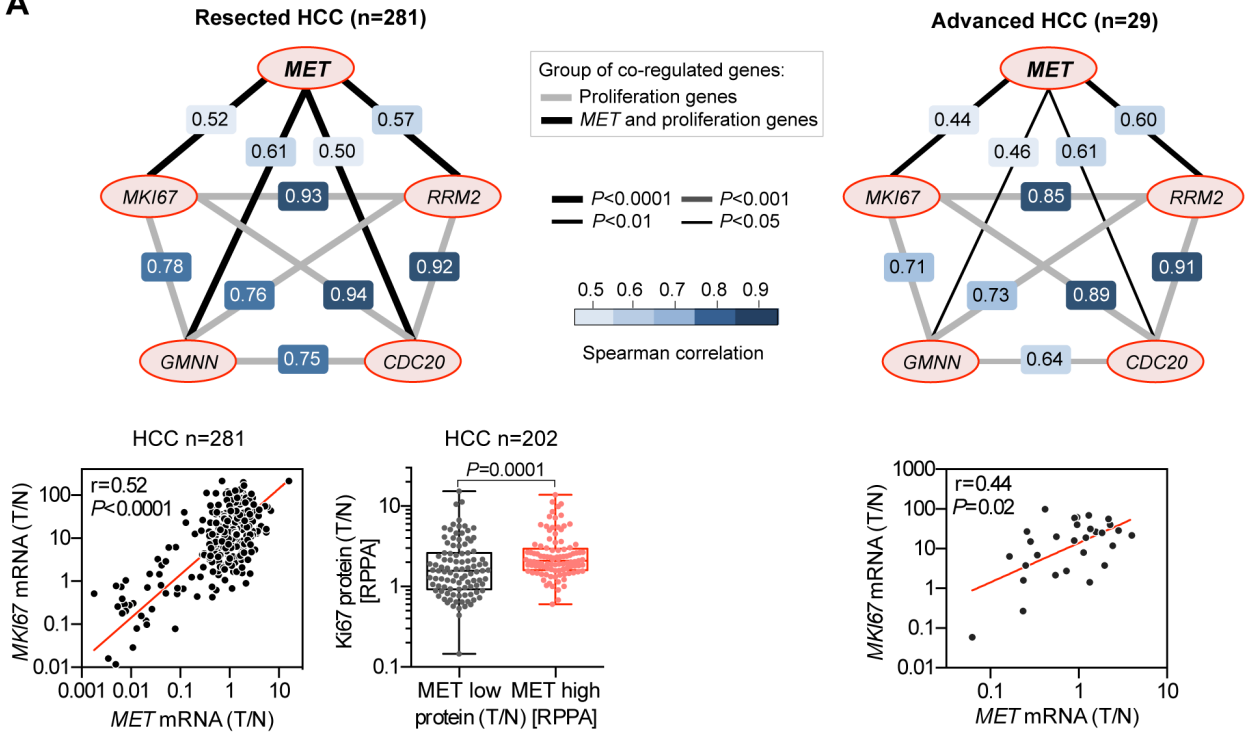 A
Resected HCC (n=281)
MET
0.52
0.57
0.61
0.50
MKI67
0.93
RRM2
0.78
0.92
0.76
0.94
GMNN
0.75
CDC20
Group of co-regulated genes:
Proliferation genes
MET and proliferation genes
P<0.0001
P<0.001
P<0.01
P<0.05
0.5 0.6 0.7 0.8 0.9
Spearman correlation
Advanced HCC (n=29)
MET
0.44
0.60
0.46
0.61
MKI67
0.85
RRM2
0.71
0.91
0.73
0.89
GMNN
0.64
CDC20
HCC n=281
r=0.52
P<0.0001
MKI67 mRNA (T/N)
100
10
1
0.1
0.01
0.001 0.01 0.1 1 10
MET mRNA (T/N)
HCC n=202
P=0.0001
Ki67 protein (T/N)
[RPPA]
10
1
0.1
MET low MET high
protein (T/N) [RPPA]
r=0.44
P=0.02
MKI67 mRNA (T/N)
1000
100
10
1
0.1
0.01
0.1 1 10
MET mRNA (T/N)